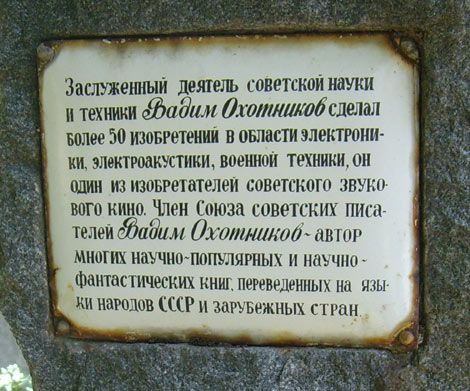 Заслуженный деятель советской науки
и техники Вадим Охотников сделал
более 50 изобретений в области электрони-
ки, электроакустики, военной техники, он
один из изобретателей советского звуко-
вого кино. Член Союза советских писа-
телей Вадим Охотников - автор
многих научно-популярных и научно-
фантастических книг, переведенных на язы-
ки народов СССР и зарубежных стран.